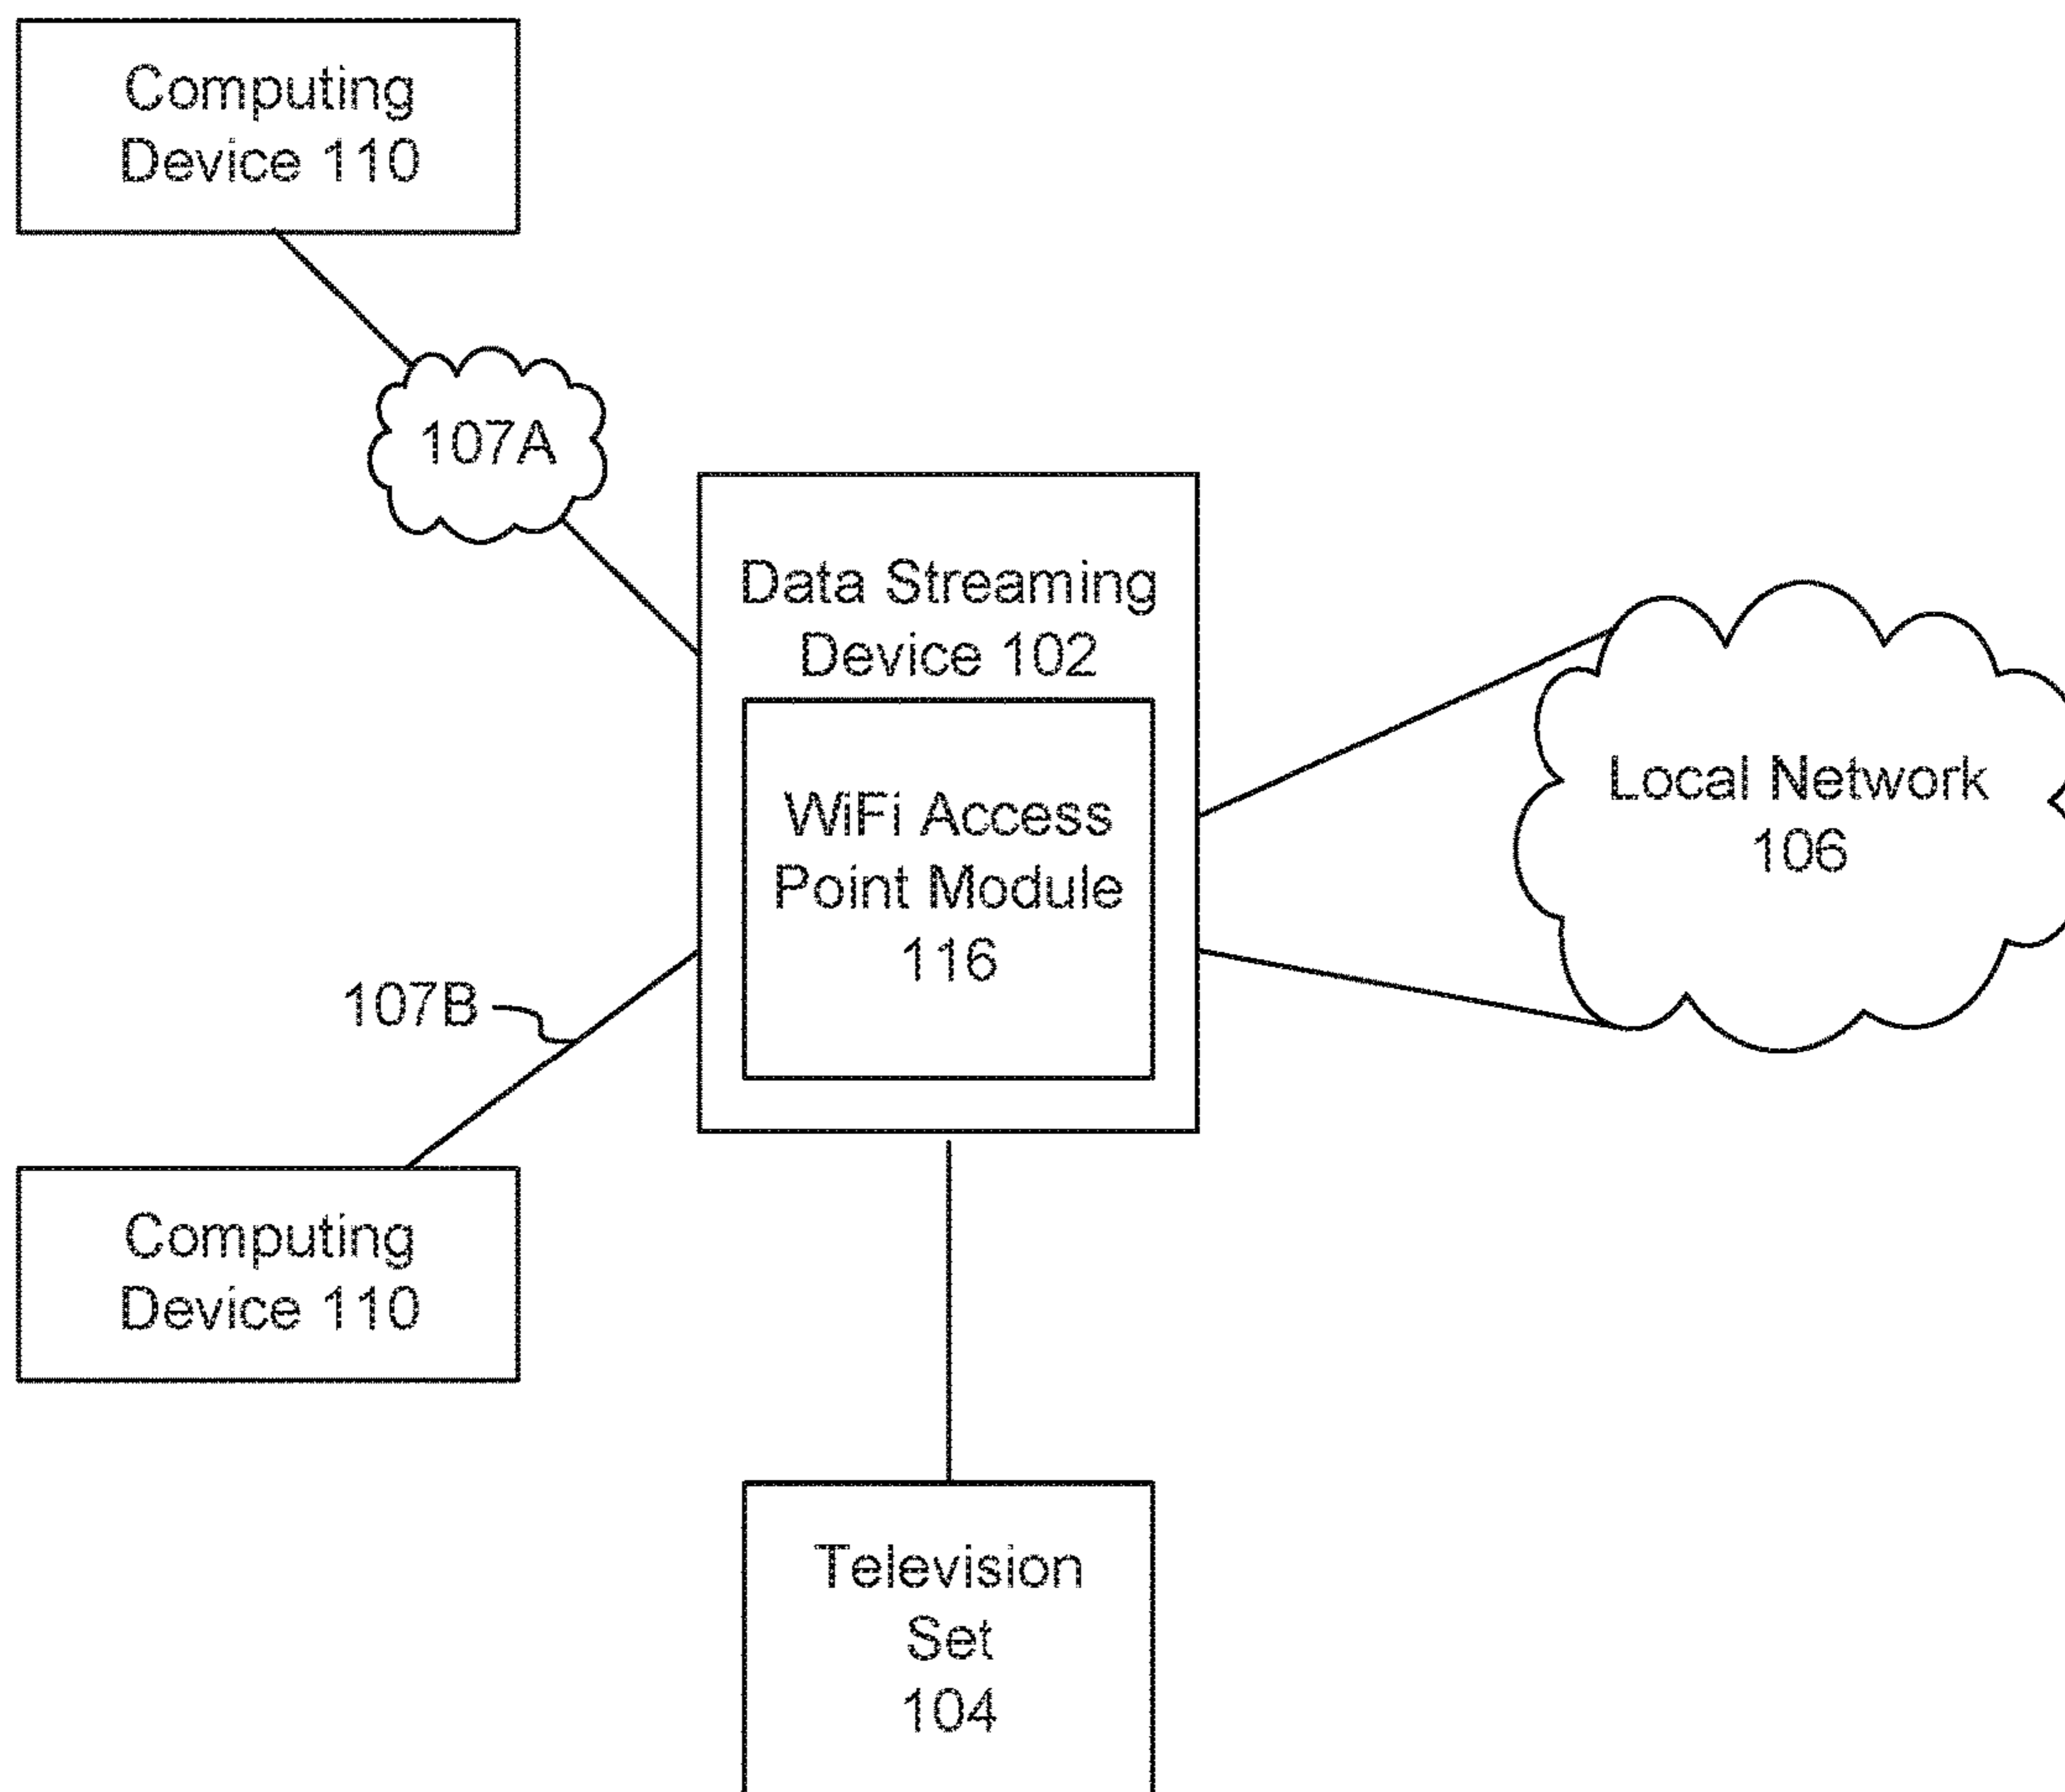 Computing
Device 110
107A
Data Streaming
Device 102
WiFi Access
Point Module
116
Local Network
106
107B
Computing
Device 110
Television
Set
104